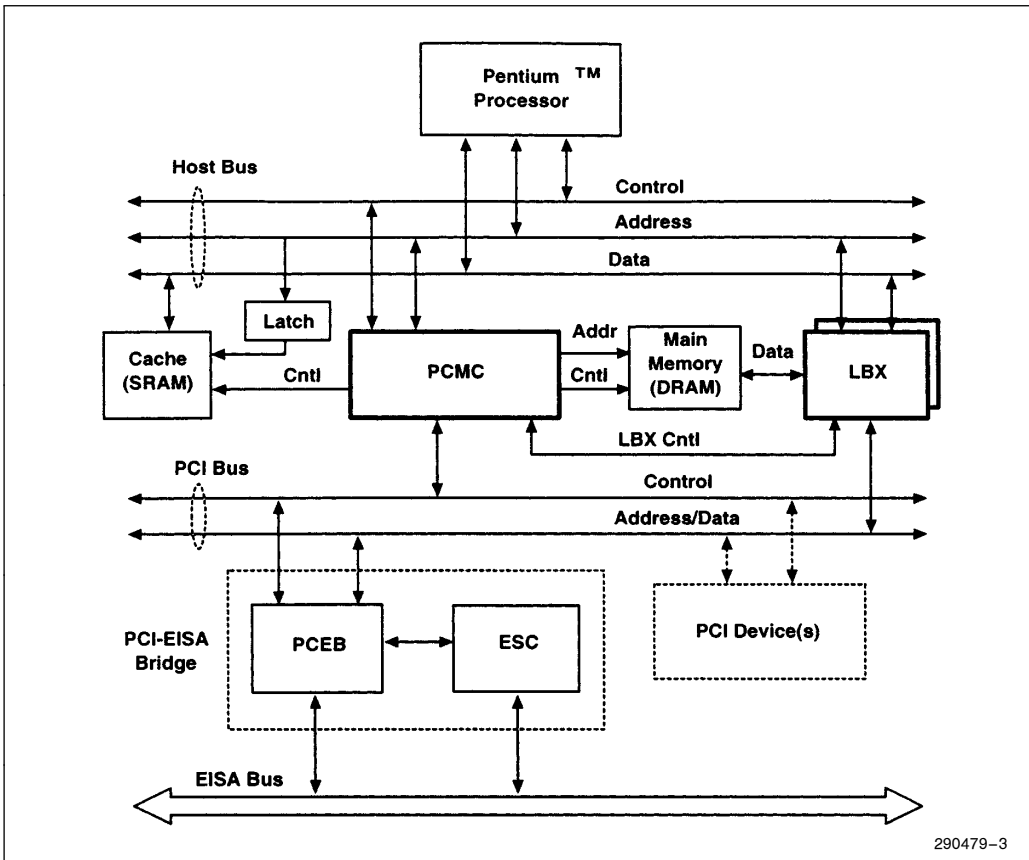 Pentium TM
Processor
Host Bus
Control
Address
Data
Latch
Cache
(SRAM)
Cntl
PCMC
Addr
Cntl
Main
Memory
(DRAM)
Data
LBX
LBX Cntl
PCI Bus
Control
Address/Data
PCI-EISA
Bridge
PCEB
ESC
PCI Device(s)
EISA Bus
290479–3